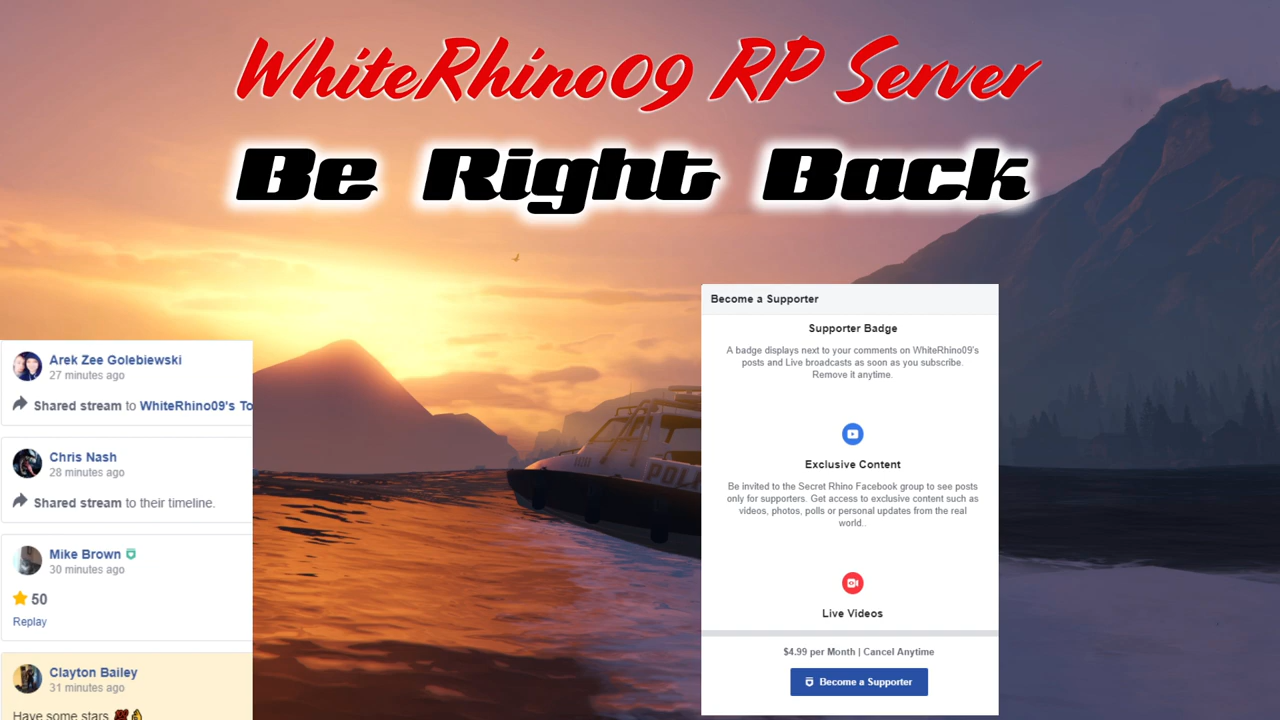 WhiteRhino09 RP Server
Be Right Back
Arek Zee Golebiewski
27 minutes ago
Shared stream to WhiteRhino09's To
Chris Nash
28 minutes ago
Shared stream to their timeline.
Mike Brown
30 minutes ago
50
Replay
Clayton Bailey
31 minutes ago
Have some stars
POLI
Become a Supporter
Supporter Badge
A badge displays next to your comments on WhiteRhino09's
posts and Live broadcasts as soon as you subscribe.
Remove it anytime.
Exclusive Content
Be invited to the Secret Rhino Facebook group to see posts
only for supporters. Get access to exclusive content such as
videos, photos, polls or personal updates from the real
world..
Live Videos
$4.99 per Month | Cancel Anytime
Become a Supporter